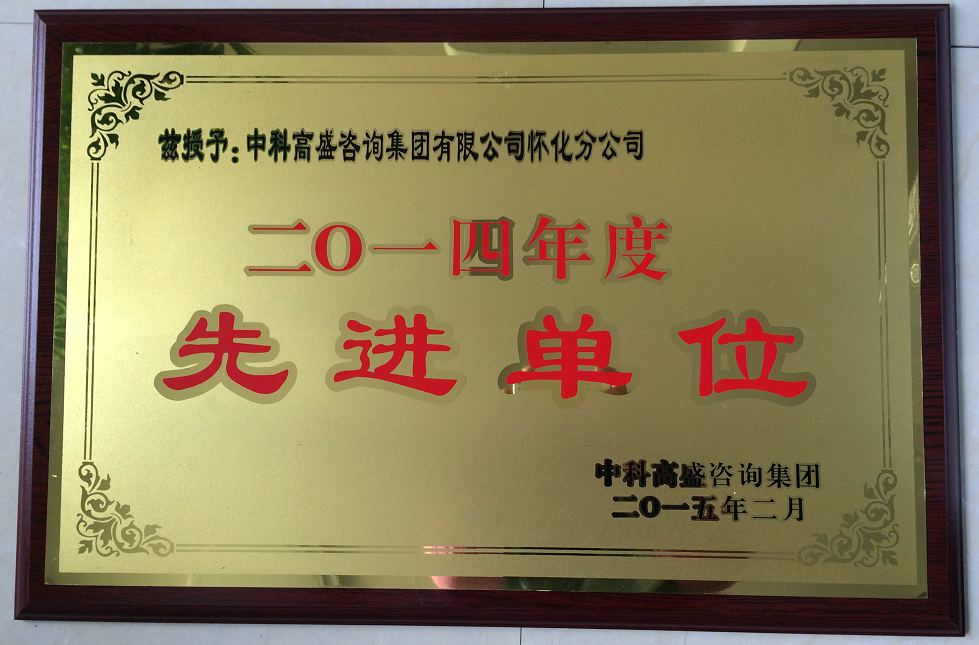 兹授予：中科高盛咨询集团有限公司怀化分公司
二O一四年度
先进单位
中科高盛咨询集团
二O一五年二月